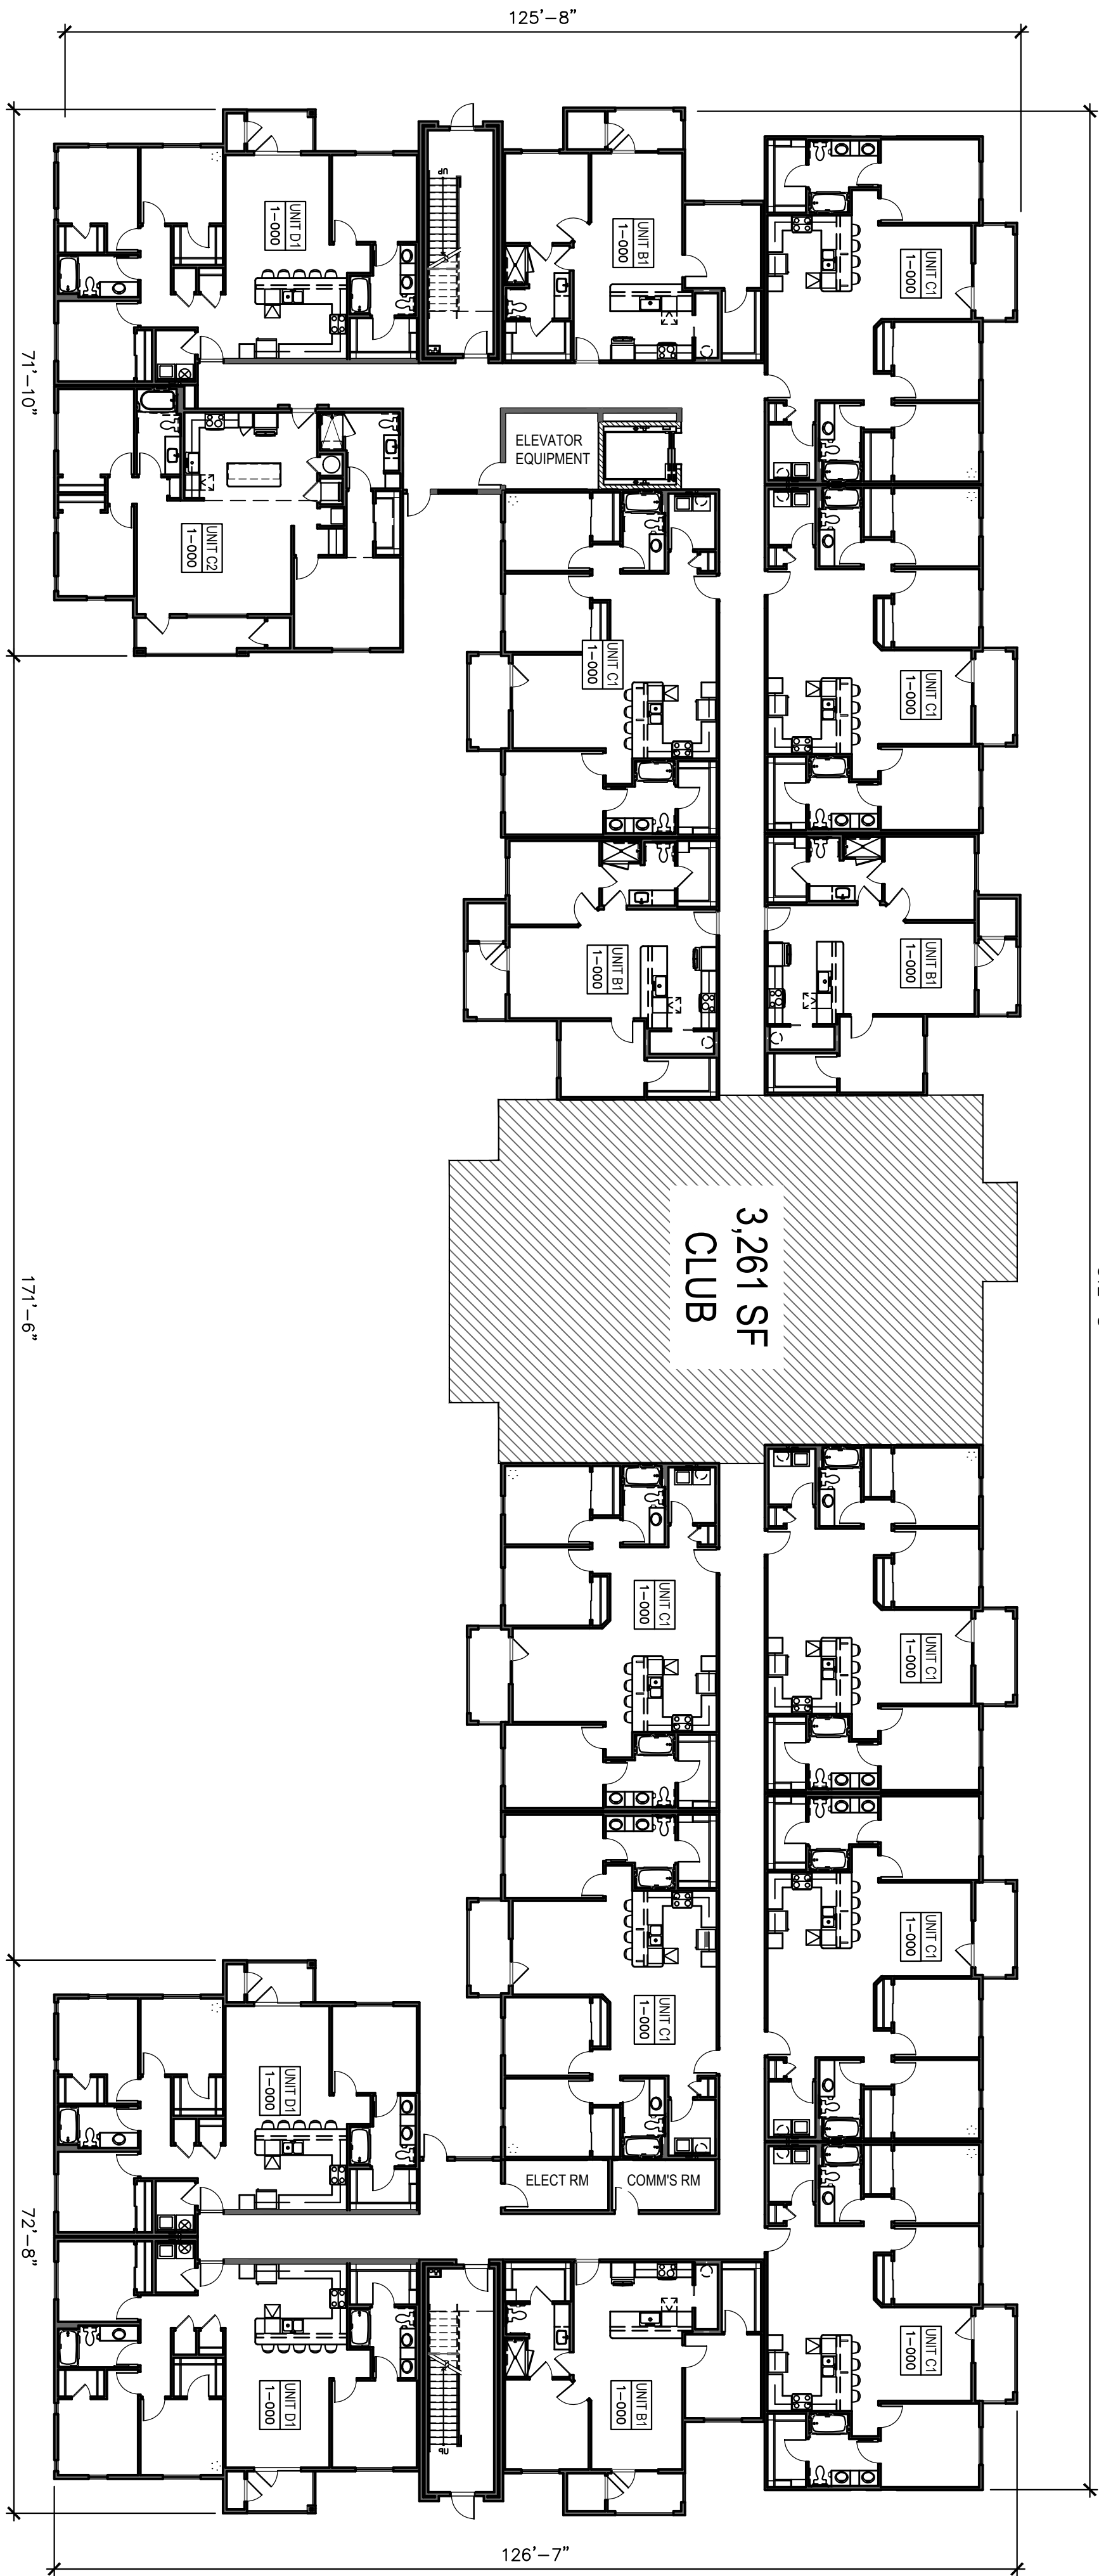 125'-8"
UNIT D1
1-000
UP
UNIT B1
1-000
UNIT C1
1-000
71'-10"
ELEVATOR
EQUIPMENT
UNIT C2
1-000
UNIT C1
1-000
UNIT C1
1-000
UNIT B1
1-000
UNIT B1
1-000
3,261 SF
CLUB
171'-6"
UNIT C1
1-000
UNIT C1
1-000
UNIT C1
1-000
UNIT C1
1-000
UNIT D1
1-000
ELECT RM
COMM'S RM
72'-8"
UNIT D1
1-000
UP
UNIT B1
1-000
UNIT C1
1-000
126'-7"